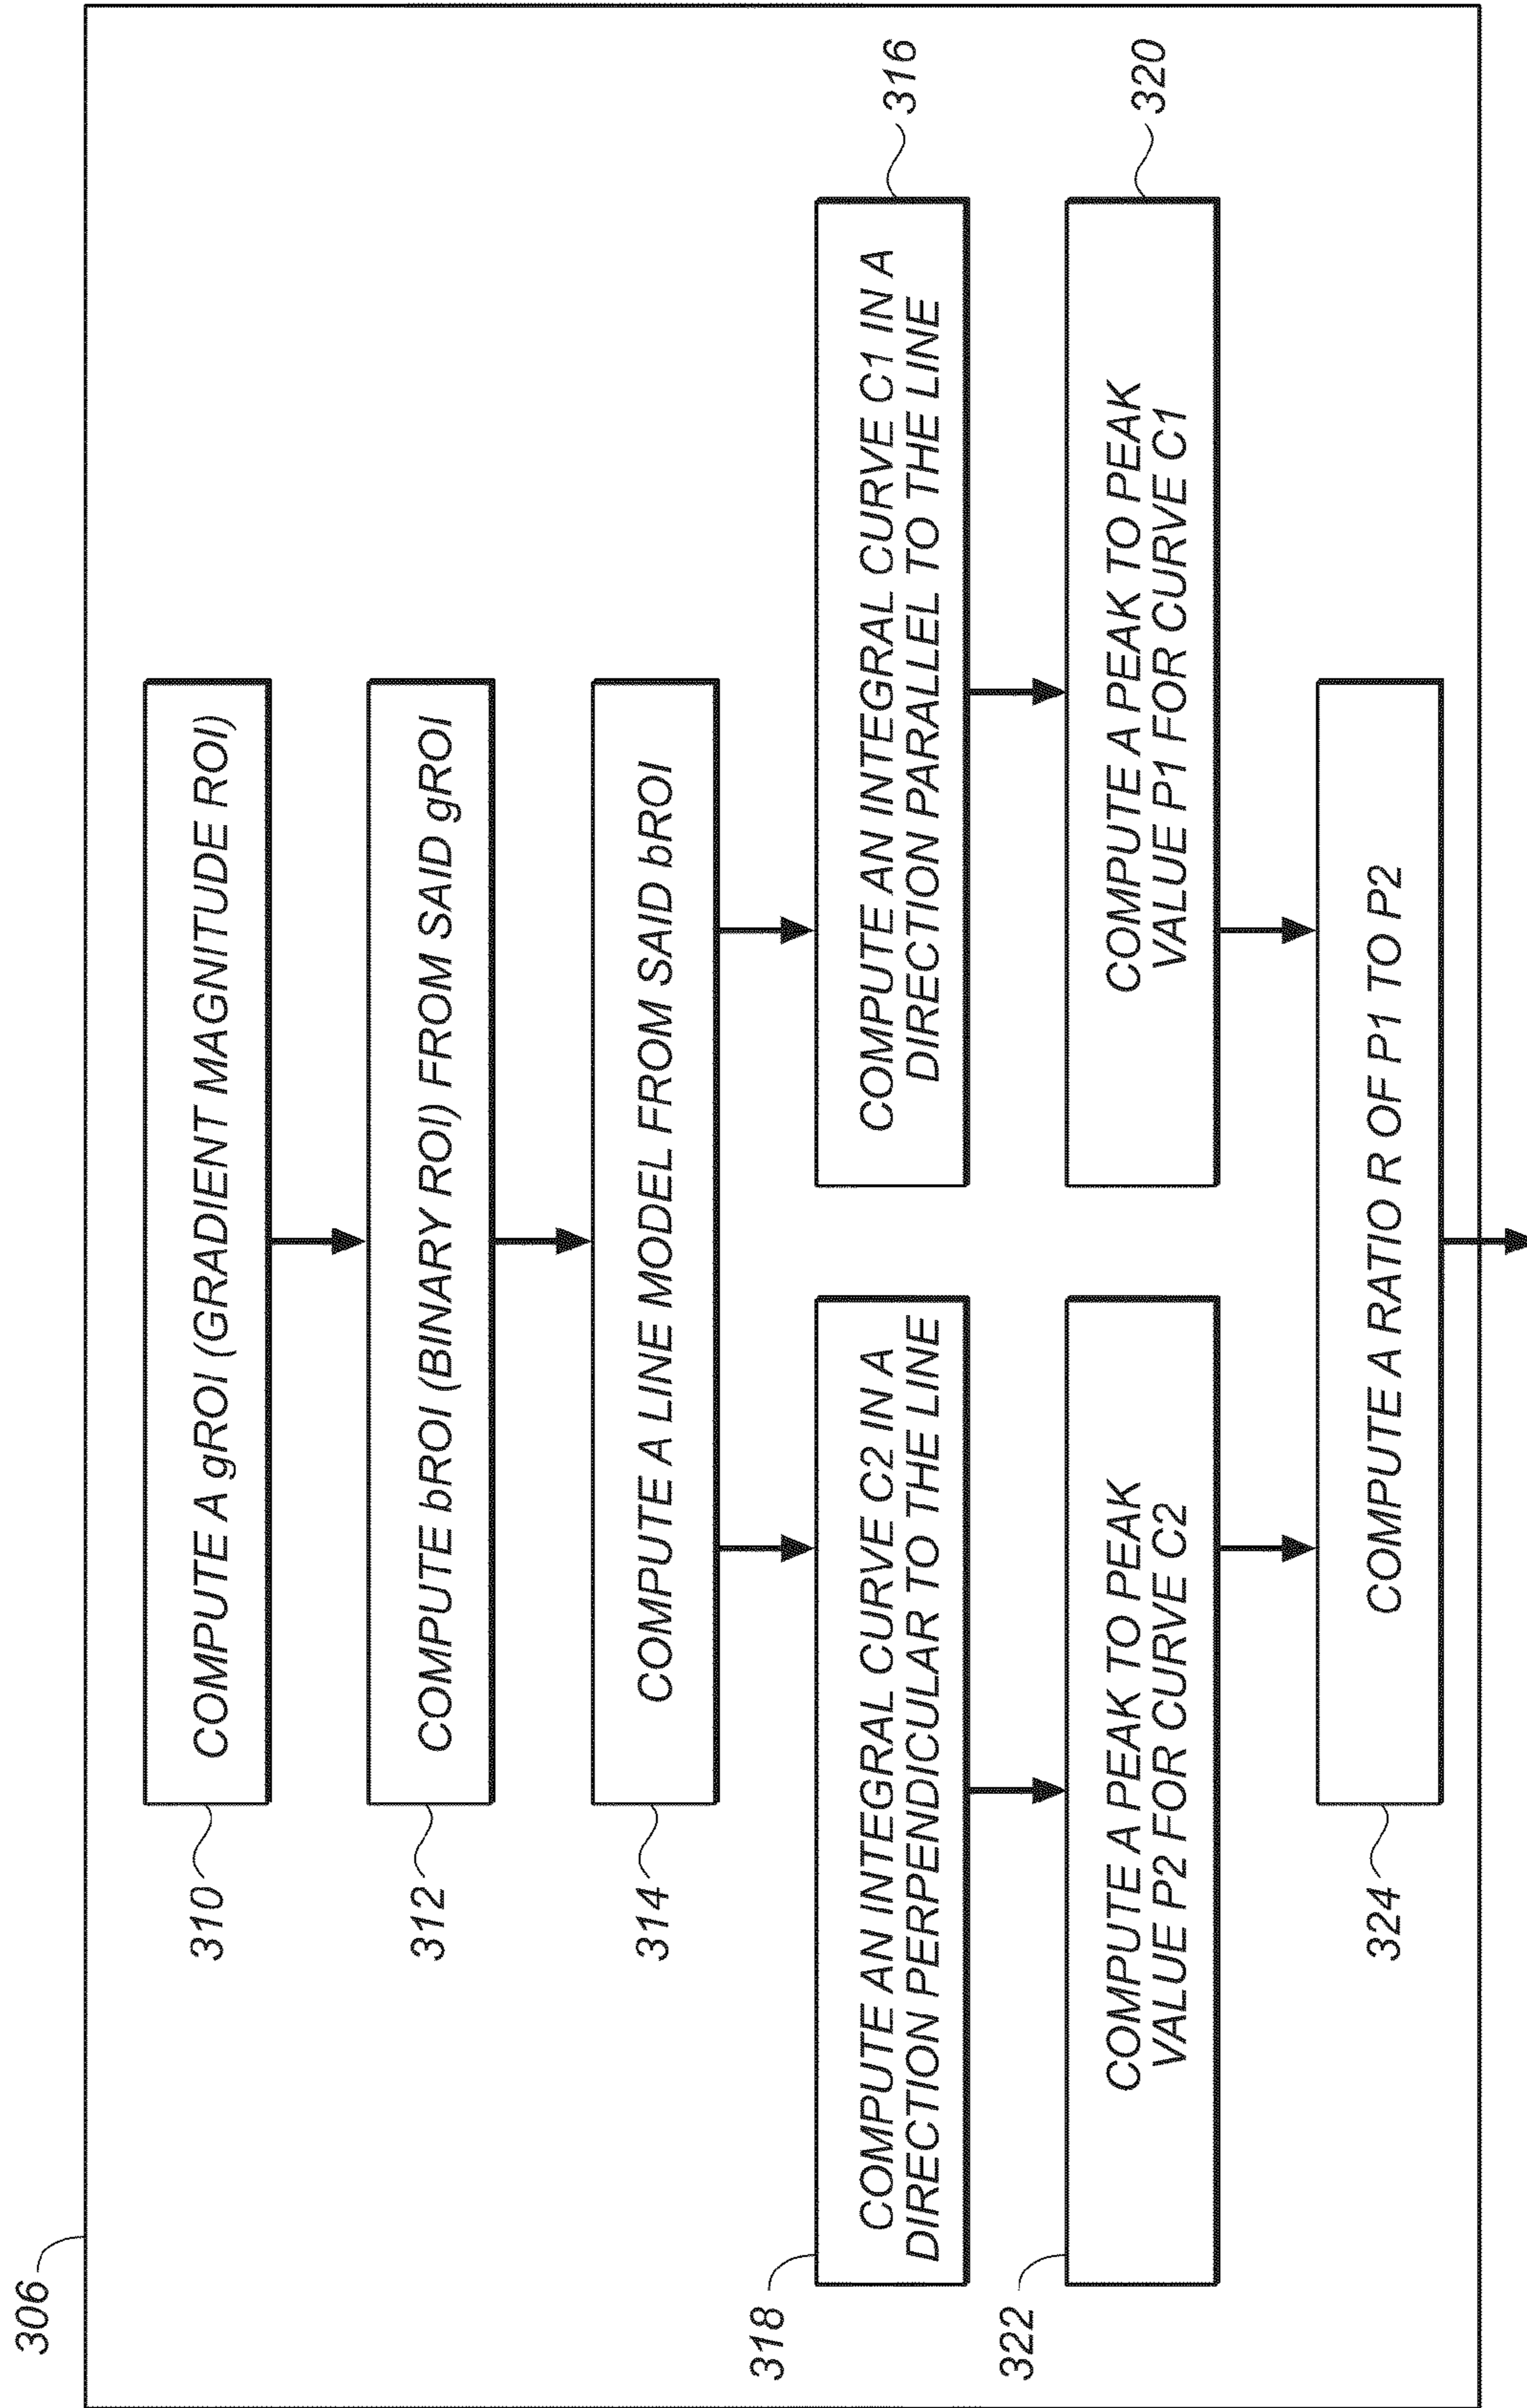 306
310
COMPUTE A gROI (GRADIENT MAGNITUDE ROI)
312
COMPUTE bROI (BINARY ROI) FROM SAID gROI
314
COMPUTE A LINE MODEL FROM SAID bROI
318
COMPUTE AN INTEGRAL CURVE C2 IN A
DIRECTION PERPENDICULAR TO THE LINE
COMPUTE AN INTEGRAL CURVE C1 IN A
DIRECTION PARALLEL TO THE LINE
316
322
COMPUTE A PEAK TO PEAK
VALUE P2 FOR CURVE C2
COMPUTE A PEAK TO PEAK
VALUE P1 FOR CURVE C1
320
324
COMPUTE A RATIO R OF P1 TO P2